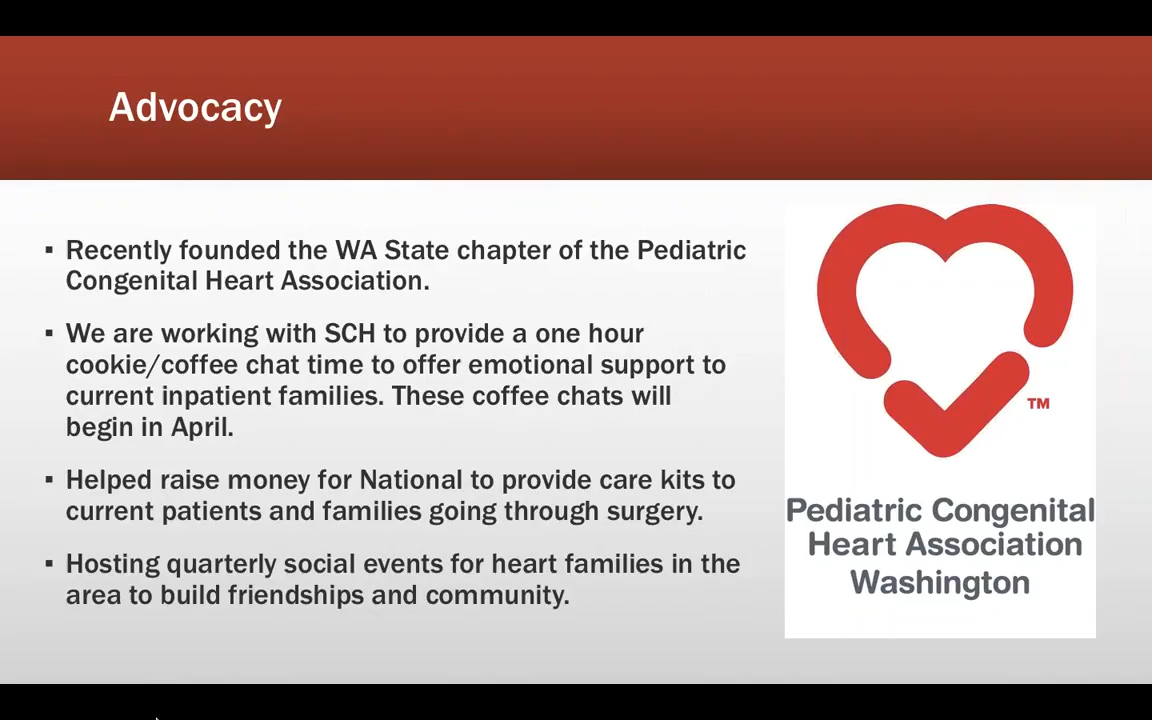 Advocacy
▪ Recently founded the WA State chapter of the Pediatric
Congenital Heart Association.
▪ We are working with SCH to provide a one hour
cookie/coffee chat time to offer emotional support to
current inpatient families. These coffee chats will
begin in April.
▪ Helped raise money for National to provide care kits to
current patients and families going through surgery.
▪ Hosting quarterly social events for heart families in the
area to build friendships and community.
TM
Pediatric Congenital
Heart Association
Washington